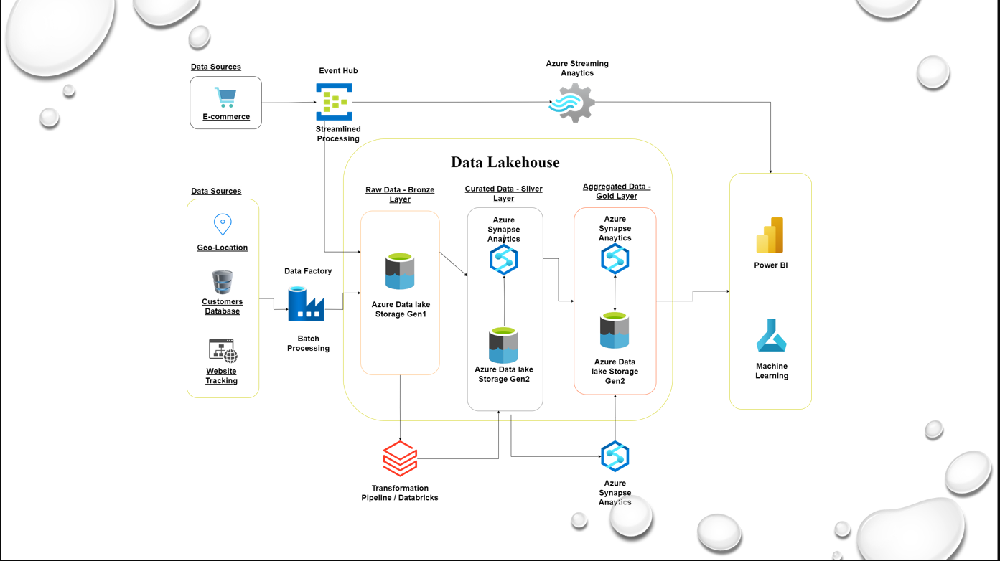 Data Sources
E-commerce
Event Hub
Streamlined
Processing
Azure Streaming
Anaytics
Data Lakehouse
Data Sources
Geo-Location
Customers
Database
Website
Tracking
Data Factory
Batch
Processing
Raw Data - Bronze
Layer
Azure Data lake
Storage Gen1
Curated Data - Silver
Layer
Azure
Synapse
Anaytics
Azure Data lake
Storage Gen2
Aggregated Data -
Gold Layer
Azure
Synapse
Anaytics
Azure Data
lake Storage
Gen2
Power BI
Machine
Learning
Transformation
Pipeline / Databricks
Azure
Synapse
Anaytics